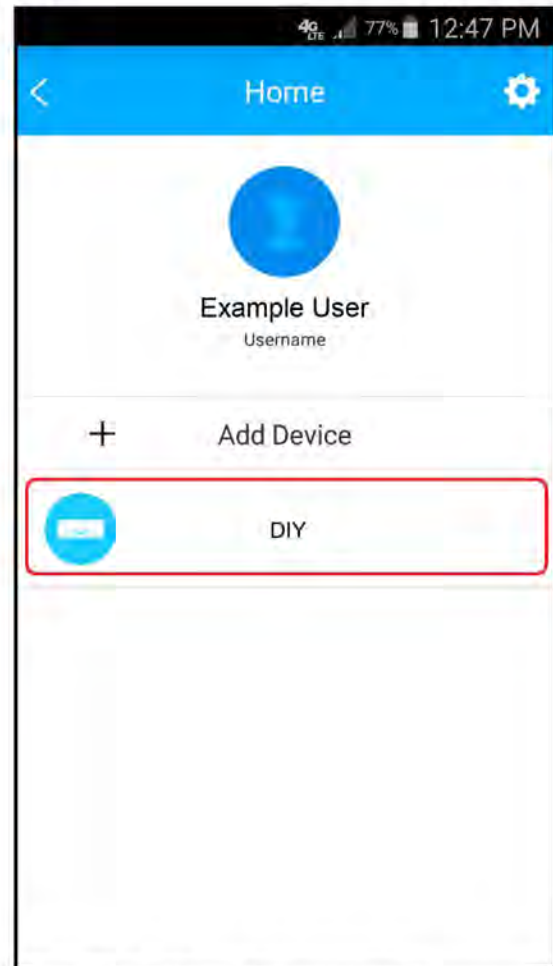 4G LTE 77% 12:47 PM
Home
Example User
Username
+ Add Device
DIY